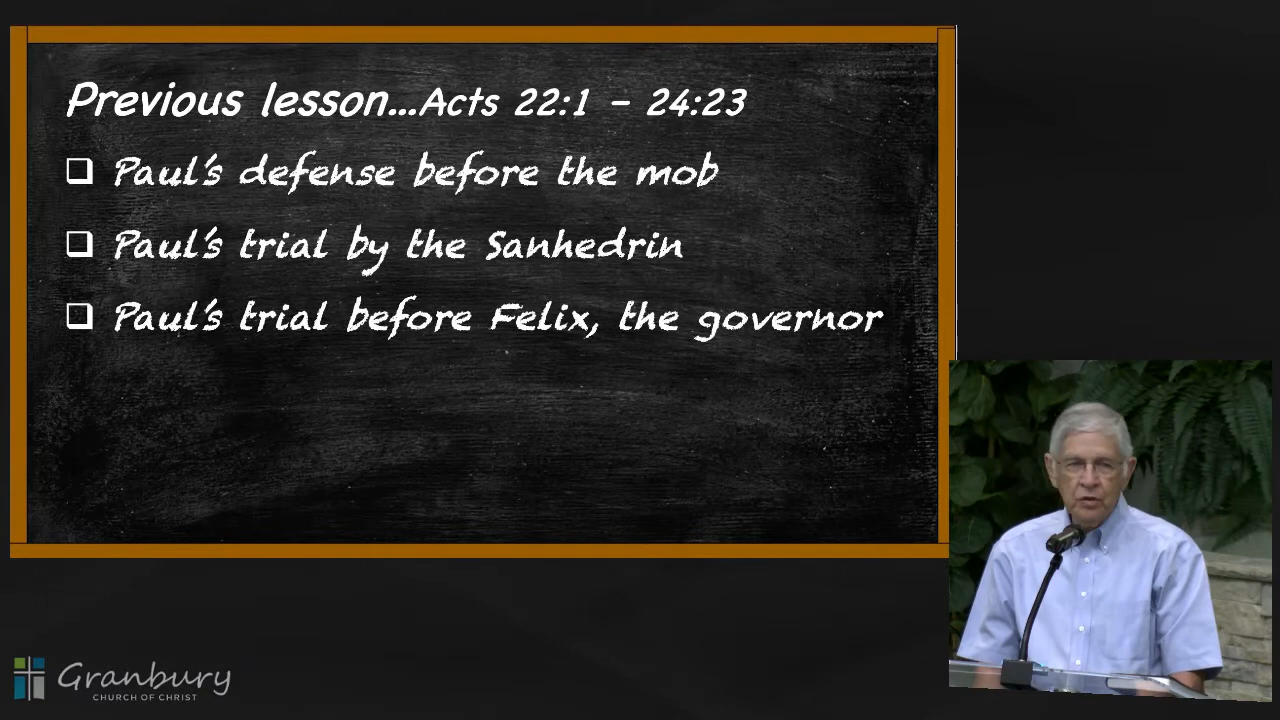 Previous lesson...Acts 22:1 – 24:23
❑ Paul's defense before the mob
❑ Paul's trial by the Sanhedrin
❑ Paul's trial before Felix, the governor
Granbury
CHURCH OF CHRIST